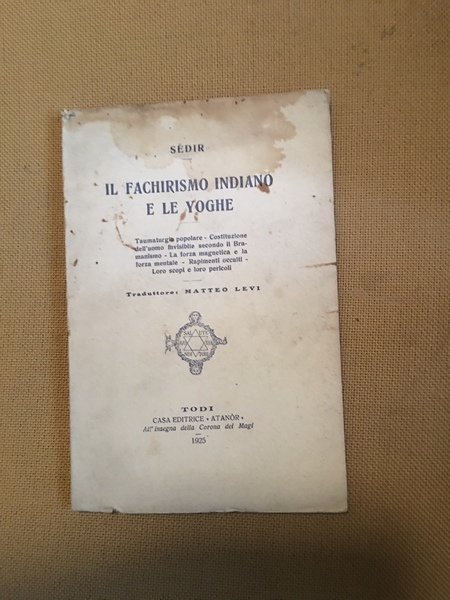 SÉDIR
IL FACHIRISMO INDIANO
E LE YOGHE
Taumaturgia popolare - Costituzione
dell'uomo invisibile secondo il Bra-
manismo - La forza magnetica e la
forza mentale - Rapimenti occulti -
Loro scopi e loro pericoli
Traduttore: MATTEO LEVI
TODI
CASA EDITRICE «ATANÒR»
All'insegna della Corona dei Magi
1925